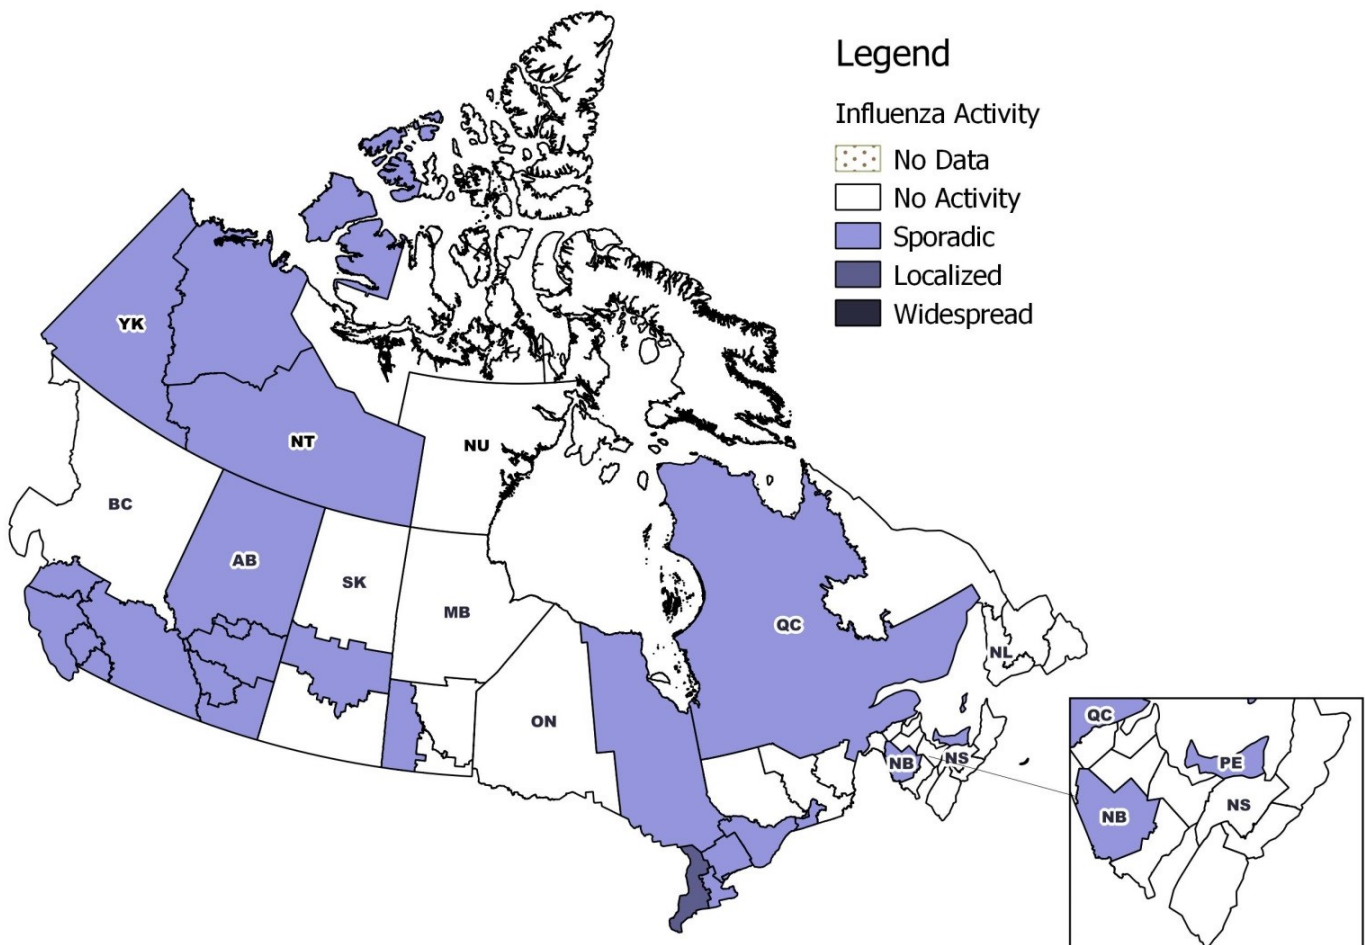 Legend
Influenza Activity
No Data
No Activity
Sporadic
Localized
Widespread
YK
NT
NU
BC
AB
SK
MB
QC
NL
ON
NB
NS
QC
PE
NB
NS